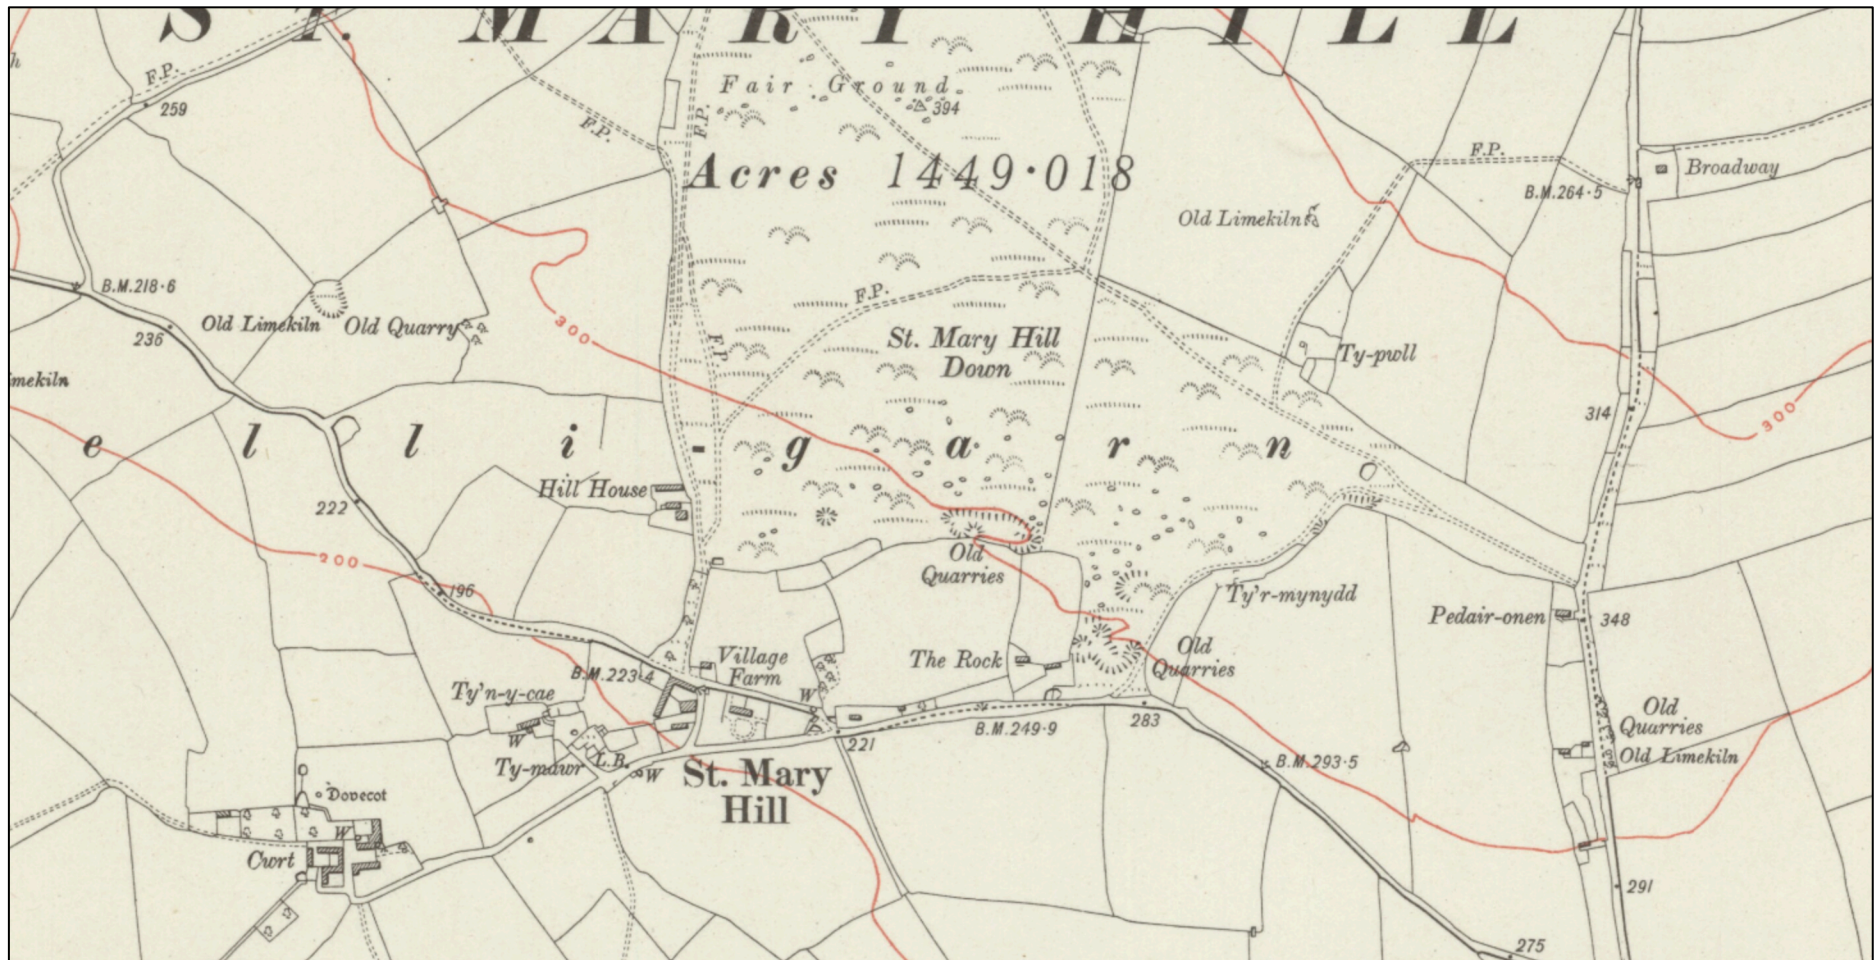 ST. MARY HILL
F.P.
259
Fair Ground
394
F.P.
F.P.
Acres 1449·018
F.P.
Broadway
B.M.264·5
Old Limekiln
B.M.218·6
F.P.
Old Limekiln
Old Quarry
236
300
F.P.
St. Mary Hill
Down
Ty-pwll
mekiln
314
300
e l l i - g a r n
Hill House
222
200
196
Old
Quarries
Ty'r-mynydd
Pedair-onen
348
Village
Farm
The Rock
Old
Quarries
B.M.223·4
Ty'n-y-cae
W
W
221
B.M.249·9
283
Old
Quarries
Old Limekiln
Ty-mawr
L.B.
W
St. Mary
Hill
B.M.293·5
Dovecot
W
Cwrt
291
275